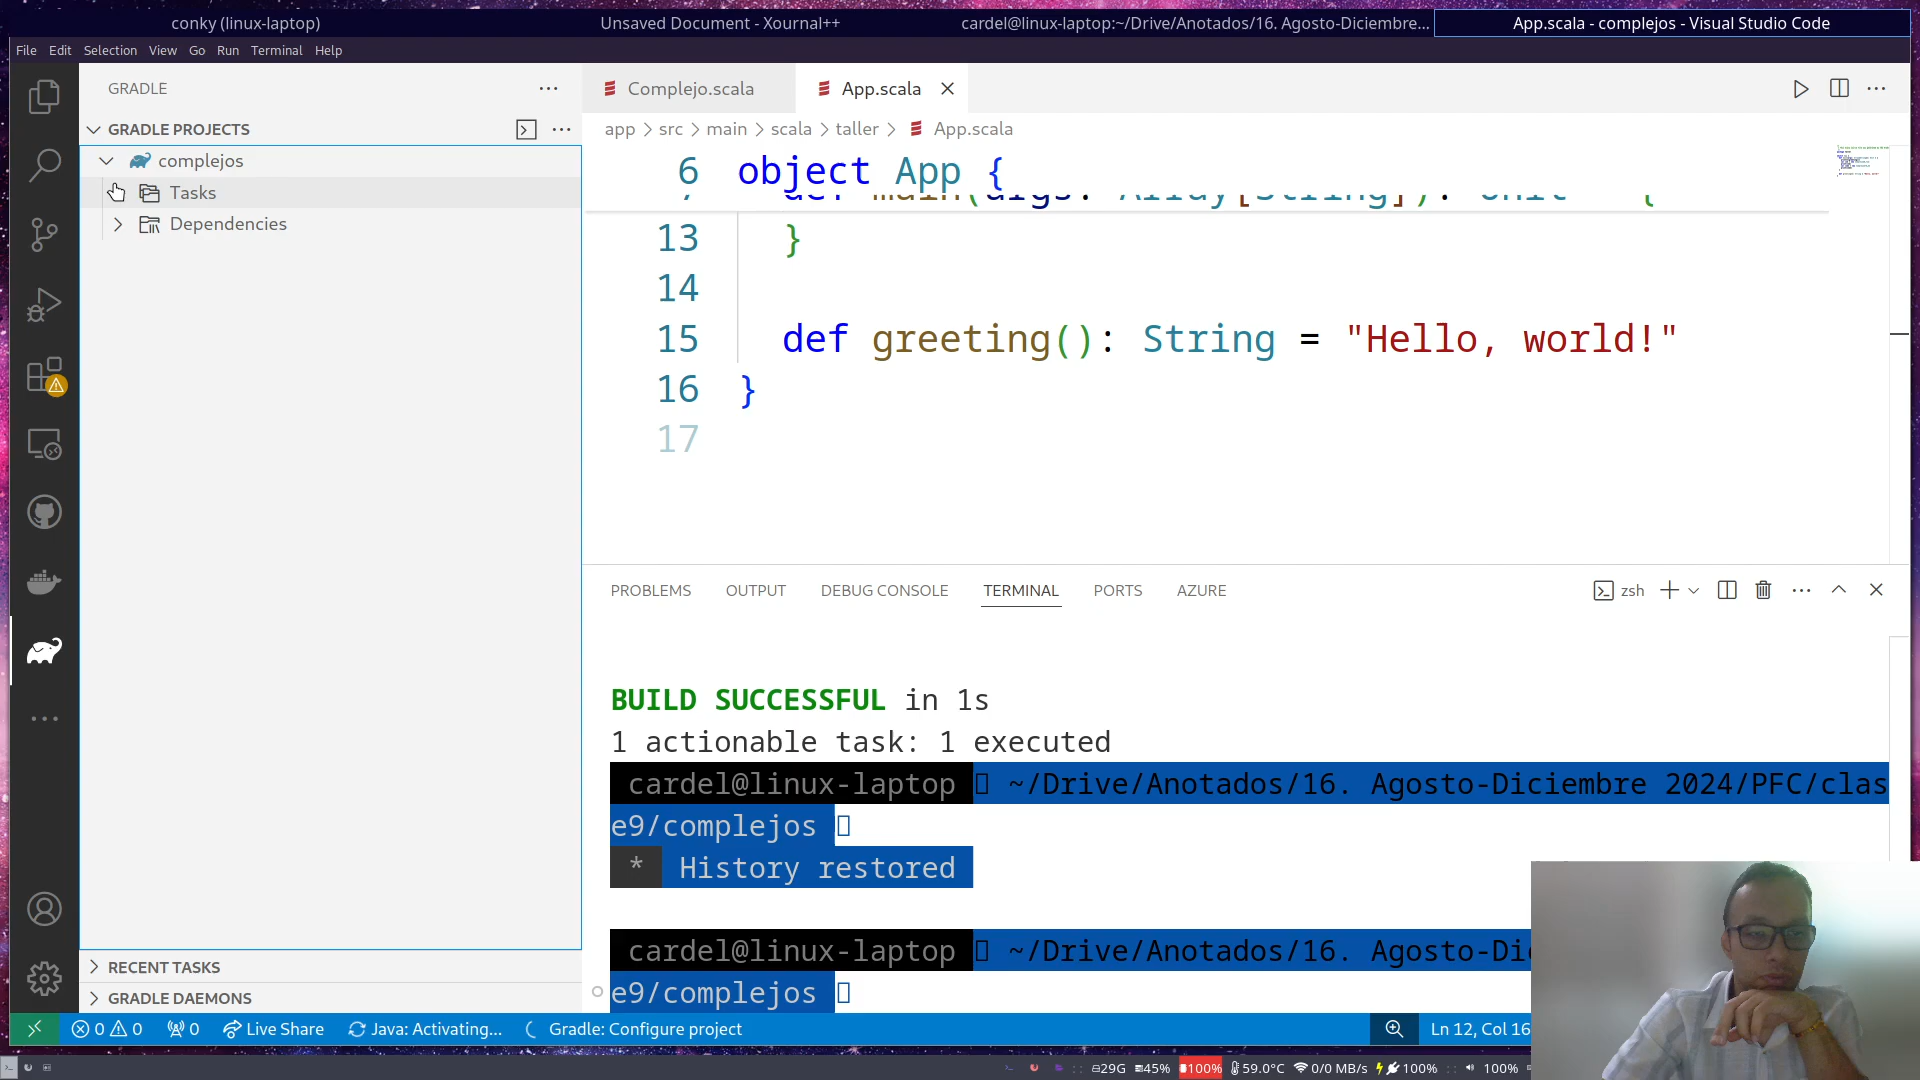 conky (linux-laptop)
Unsaved Document - Xournal++
cardel@linux-laptop:~/Drive/Anotados/16. Agosto-Diciembre...
App.scala - complejos - Visual Studio Code
File Edit Selection View Go Run Terminal Help
GRADLE
Complejo.scala
App.scala
GRADLE PROJECTS
app > src > main > scala > taller > App.scala
complejos
Tasks
Dependencies
6 object App {
def main(args: Array[String]): Unit {
13 }
14
15 def greeting(): String = "Hello, world!"
16 }
17
PROBLEMS OUTPUT DEBUG CONSOLE TERMINAL PORTS AZURE
zsh
BUILD SUCCESSFUL in 1s
1 actionable task: 1 executed
cardel@linux-laptop ~/Drive/Anotados/16. Agosto-Diciembre 2024/PFC/clas
e9/complejos
* History restored
cardel@linux-laptop ~/Drive/Anotados/16. Agosto-Di
e9/complejos
RECENT TASKS
GRADLE DAEMONS
0 0 0 Live Share Java: Activating... Gradle: Configure project
Ln 12, Col 16
29G 45% 100% 59.0°C 0/0 MB/s 100% 100%